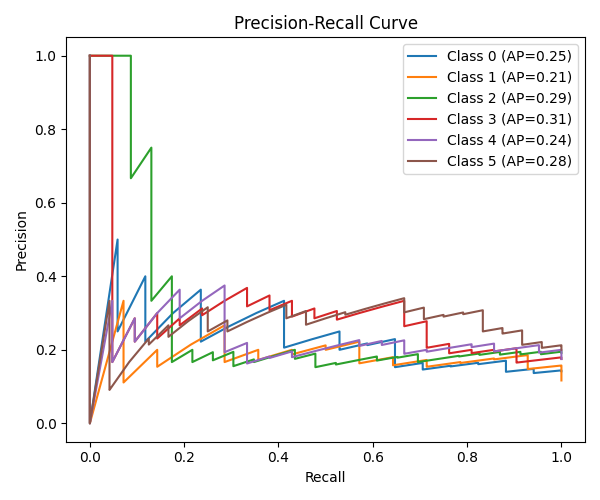 Precision-Recall Curve
Class 0 (AP=0.25)
Class 1 (AP=0.21)
Class 2 (AP=0.29)
Class 3 (AP=0.31)
Class 4 (AP=0.24)
Class 5 (AP=0.28)
Precision
1.0
0.8
0.6
0.4
0.2
0.0
0.0 0.2 0.4 0.6 0.8 1.0
Recall